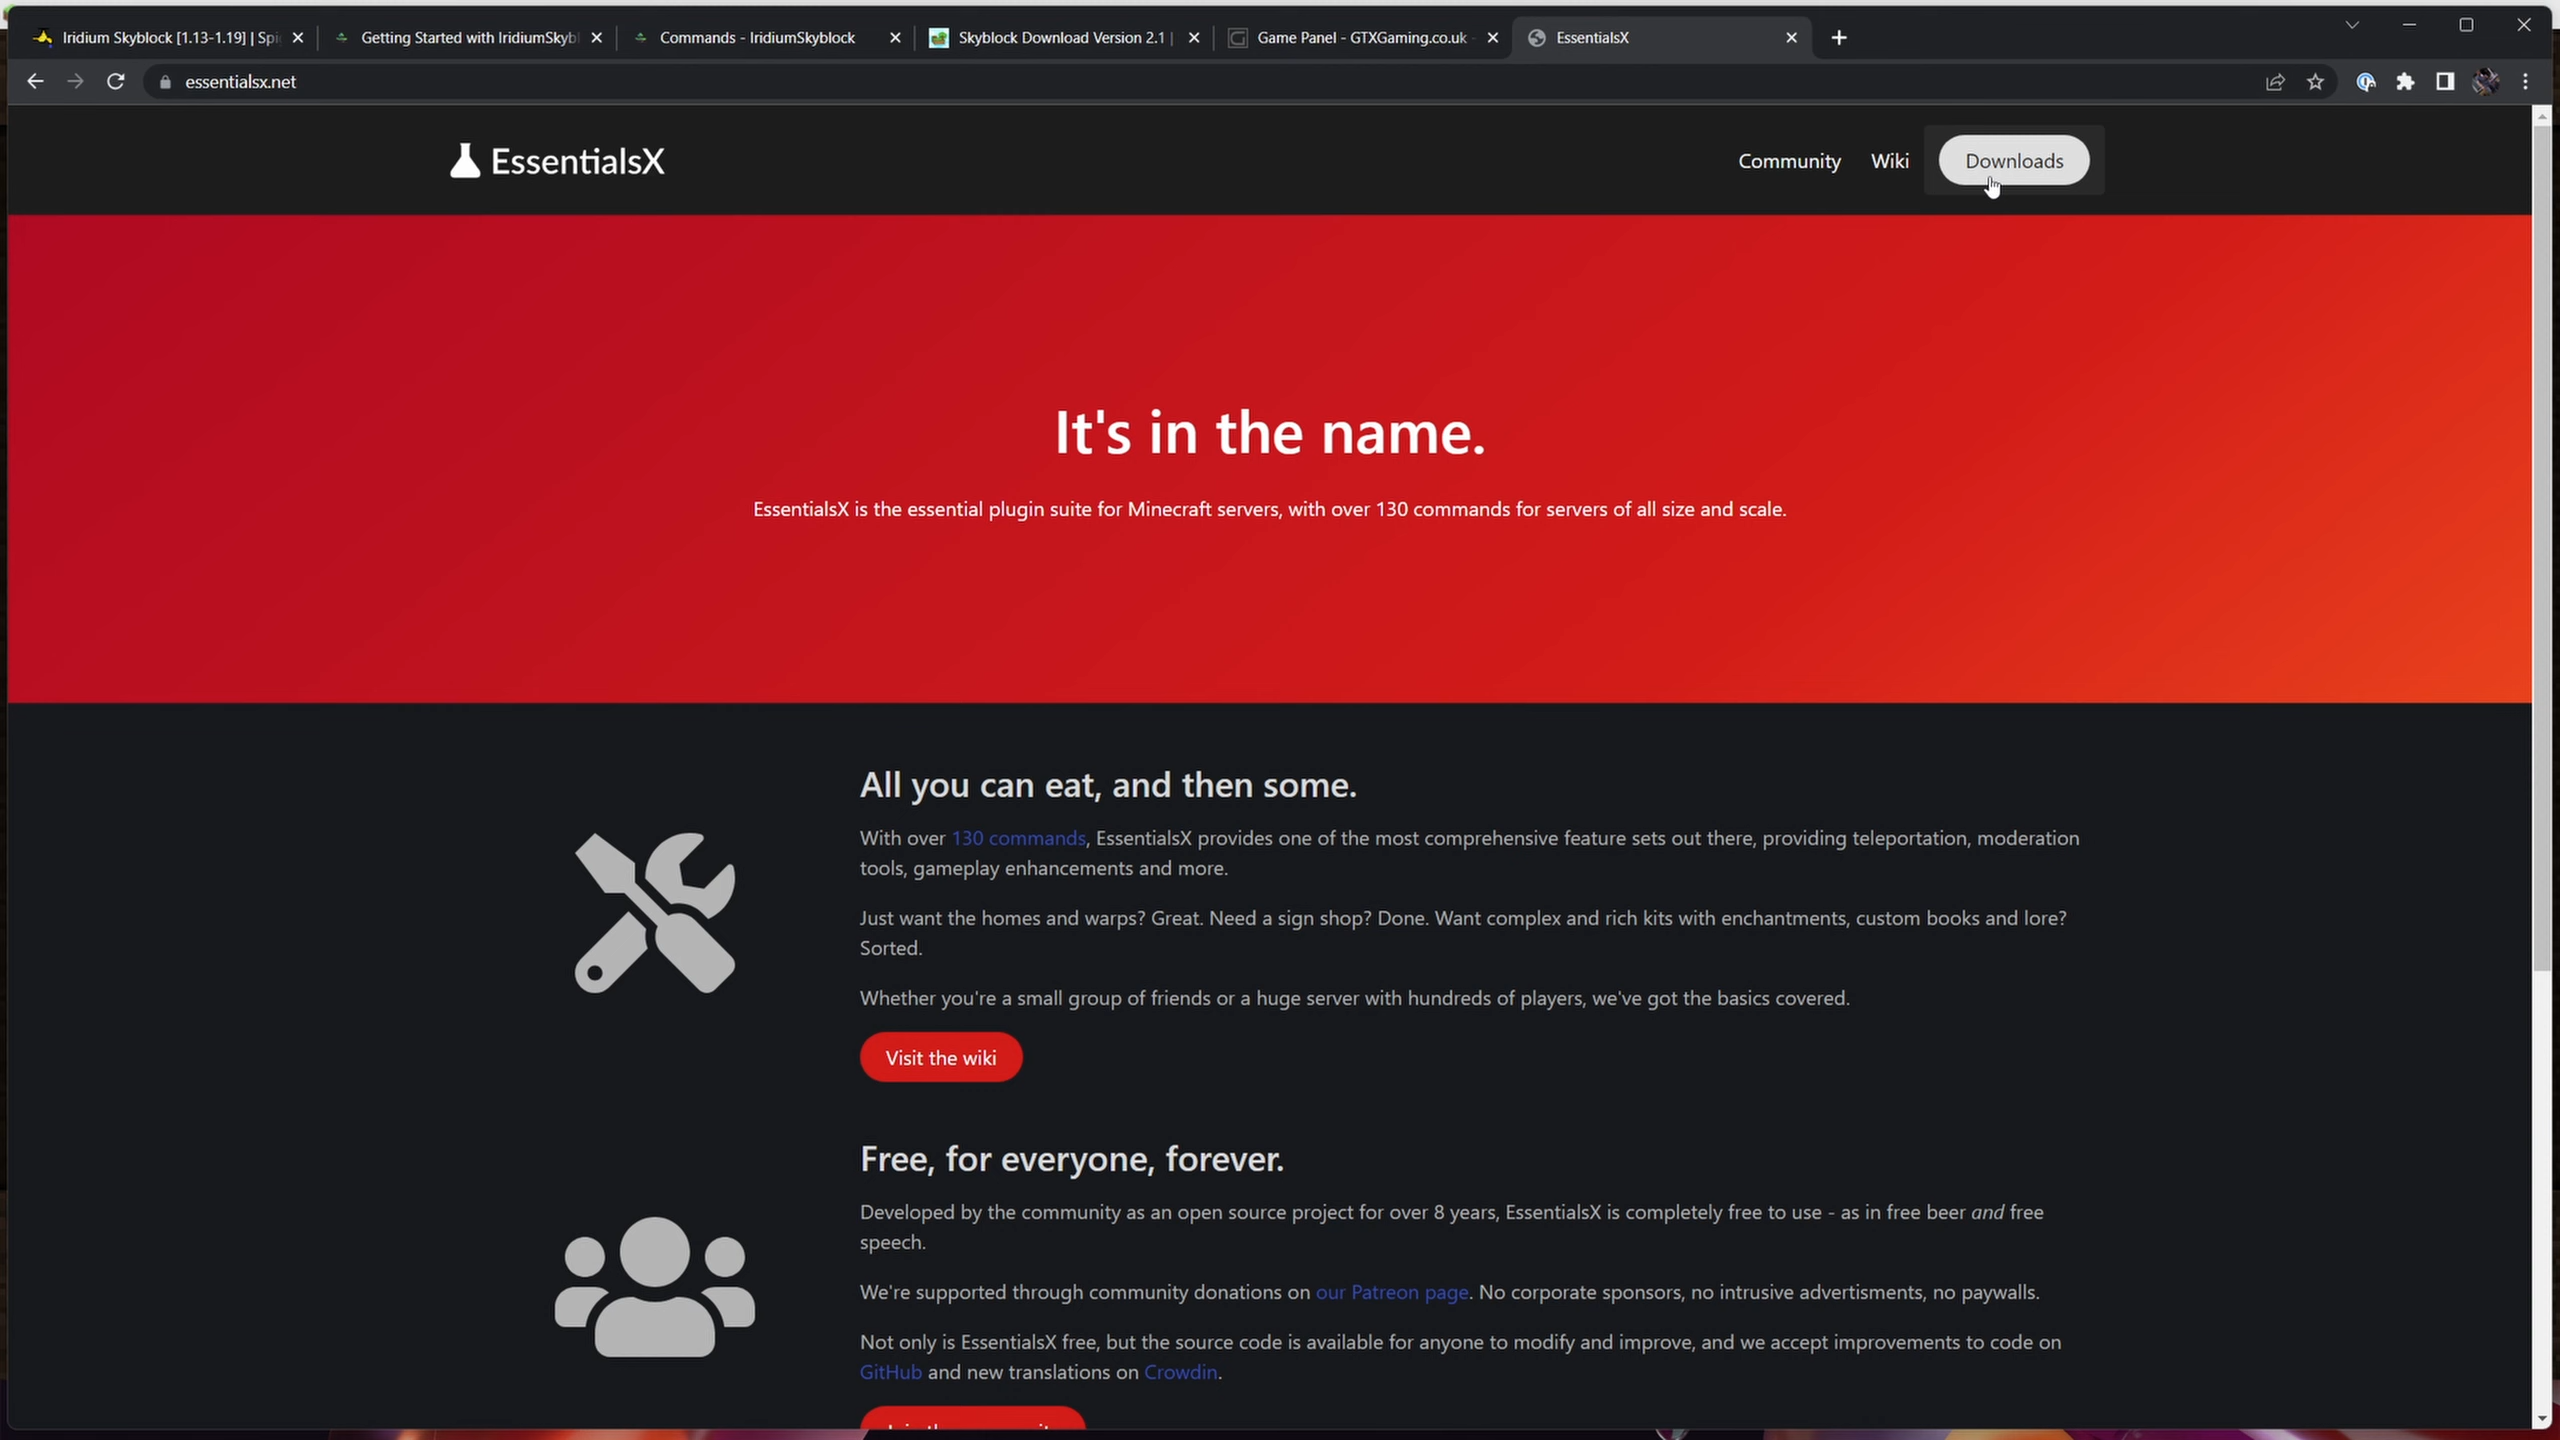 Iridium Skyblock [1.13-1.19] | Spi
Getting Started with IridiumSkybl
Commands - IridiumSkyblock
Skyblock Download Version 2.1 |
Game Panel - GTXGaming.co.uk -
EssentialsX
essentialsx.net
EssentialsX
Community
Wiki
Downloads
It's in the name.
EssentialsX is the essential plugin suite for Minecraft servers, with over 130 commands for servers of all size and scale.
All you can eat, and then some.
With over 130 commands, EssentialsX provides one of the most comprehensive feature sets out there, providing teleportation, moderation
tools, gameplay enhancements and more.
Just want the homes and warps? Great. Need a sign shop? Done. Want complex and rich kits with enchantments, custom books and lore?
Sorted.
Whether you're a small group of friends or a huge server with hundreds of players, we've got the basics covered.
Visit the wiki
Free, for everyone, forever.
Developed by the community as an open source project for over 8 years, EssentialsX is completely free to use - as in free beer and free
speech.
We're supported through community donations on our Patreon page. No corporate sponsors, no intrusive advertisments, no paywalls.
Not only is EssentialsX free, but the source code is available for anyone to modify and improve, and we accept improvements to code on
GitHub and new translations on Crowdin.